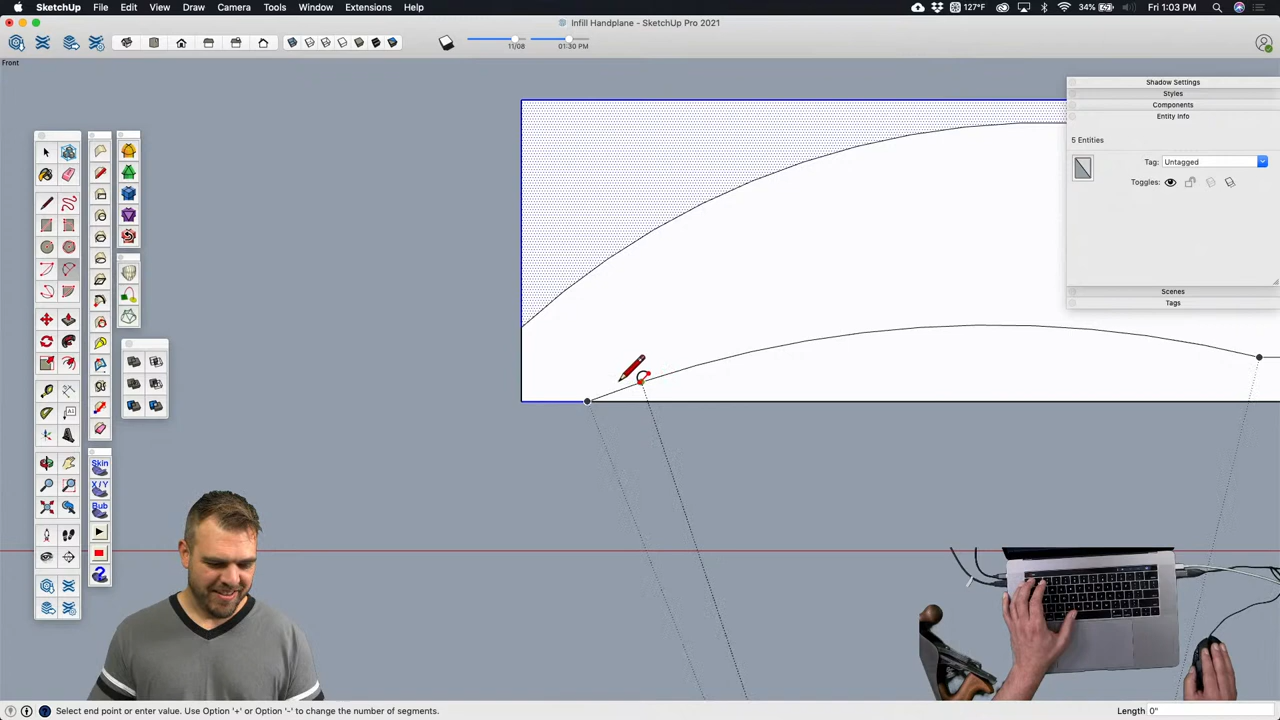 SketchUp File Edit View Draw Camera Tools Window Extensions Help
127°F 34% Fri 1:03 PM
Infill Handplane - SketchUp Pro 2021
11/08 01:30 PM
Front
Shadow Settings
Styles
Components
Entity Info
5 Entities
Tag: Untagged
Toggles:
Scenes
Tags
Skin
X/Y
Bub
Select end point or enter value. Use Option '+' or Option '-' to change the number of segments.
Length 0"